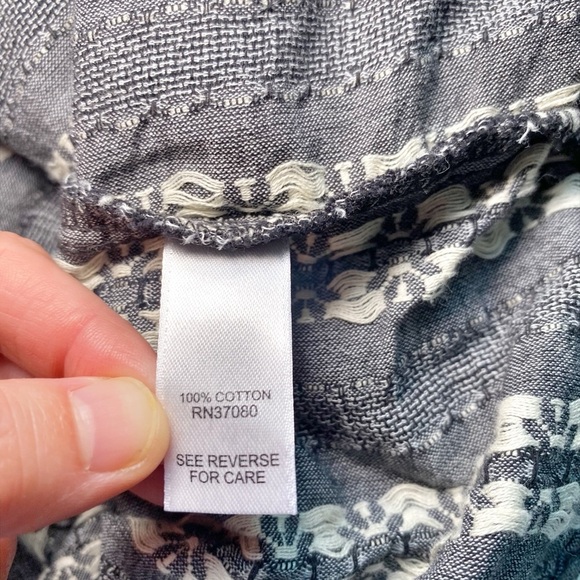 100% COTTON
RN37080
SEE REVERSE
FOR CARE